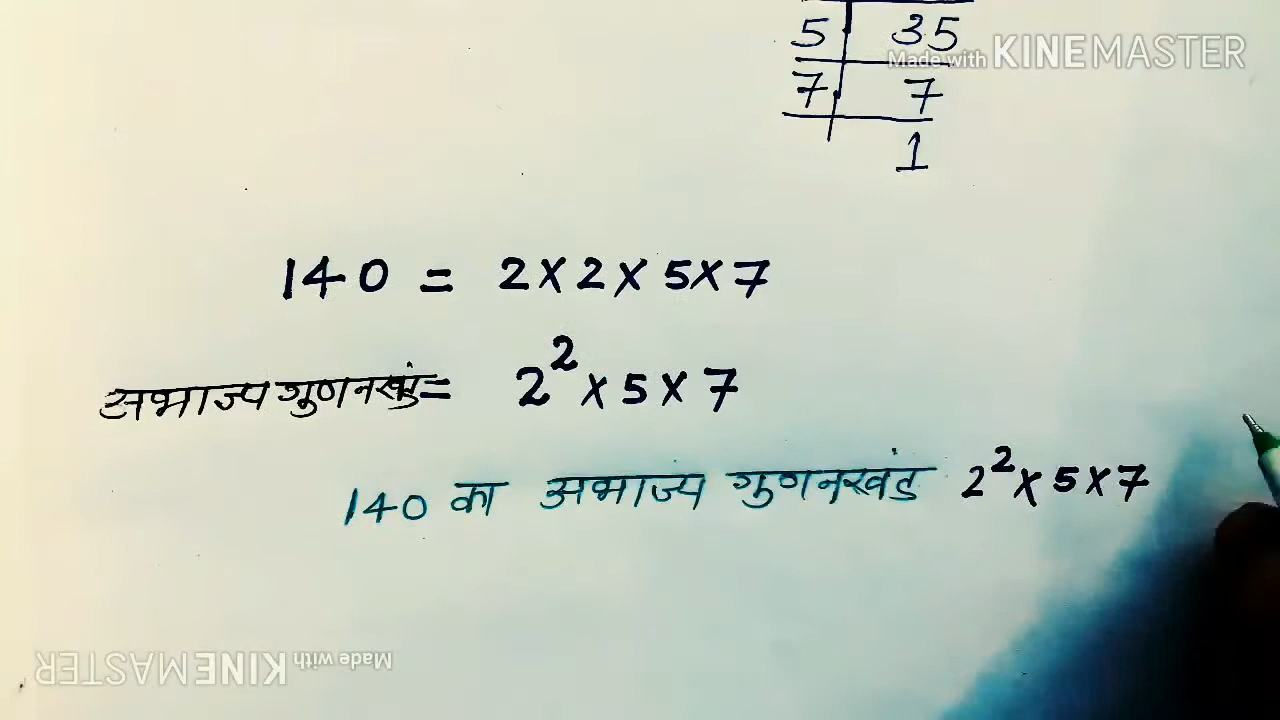 5 | 35
Made with KINEMASTER
7 | 7
1
140 = 2 X 2 X 5 X 7
अभाज्य गुणनखंड = 2² X 5 X 7
140 का अभाज्य गुणनखंड 2² X 5 X 7
Made with KINEMASTER